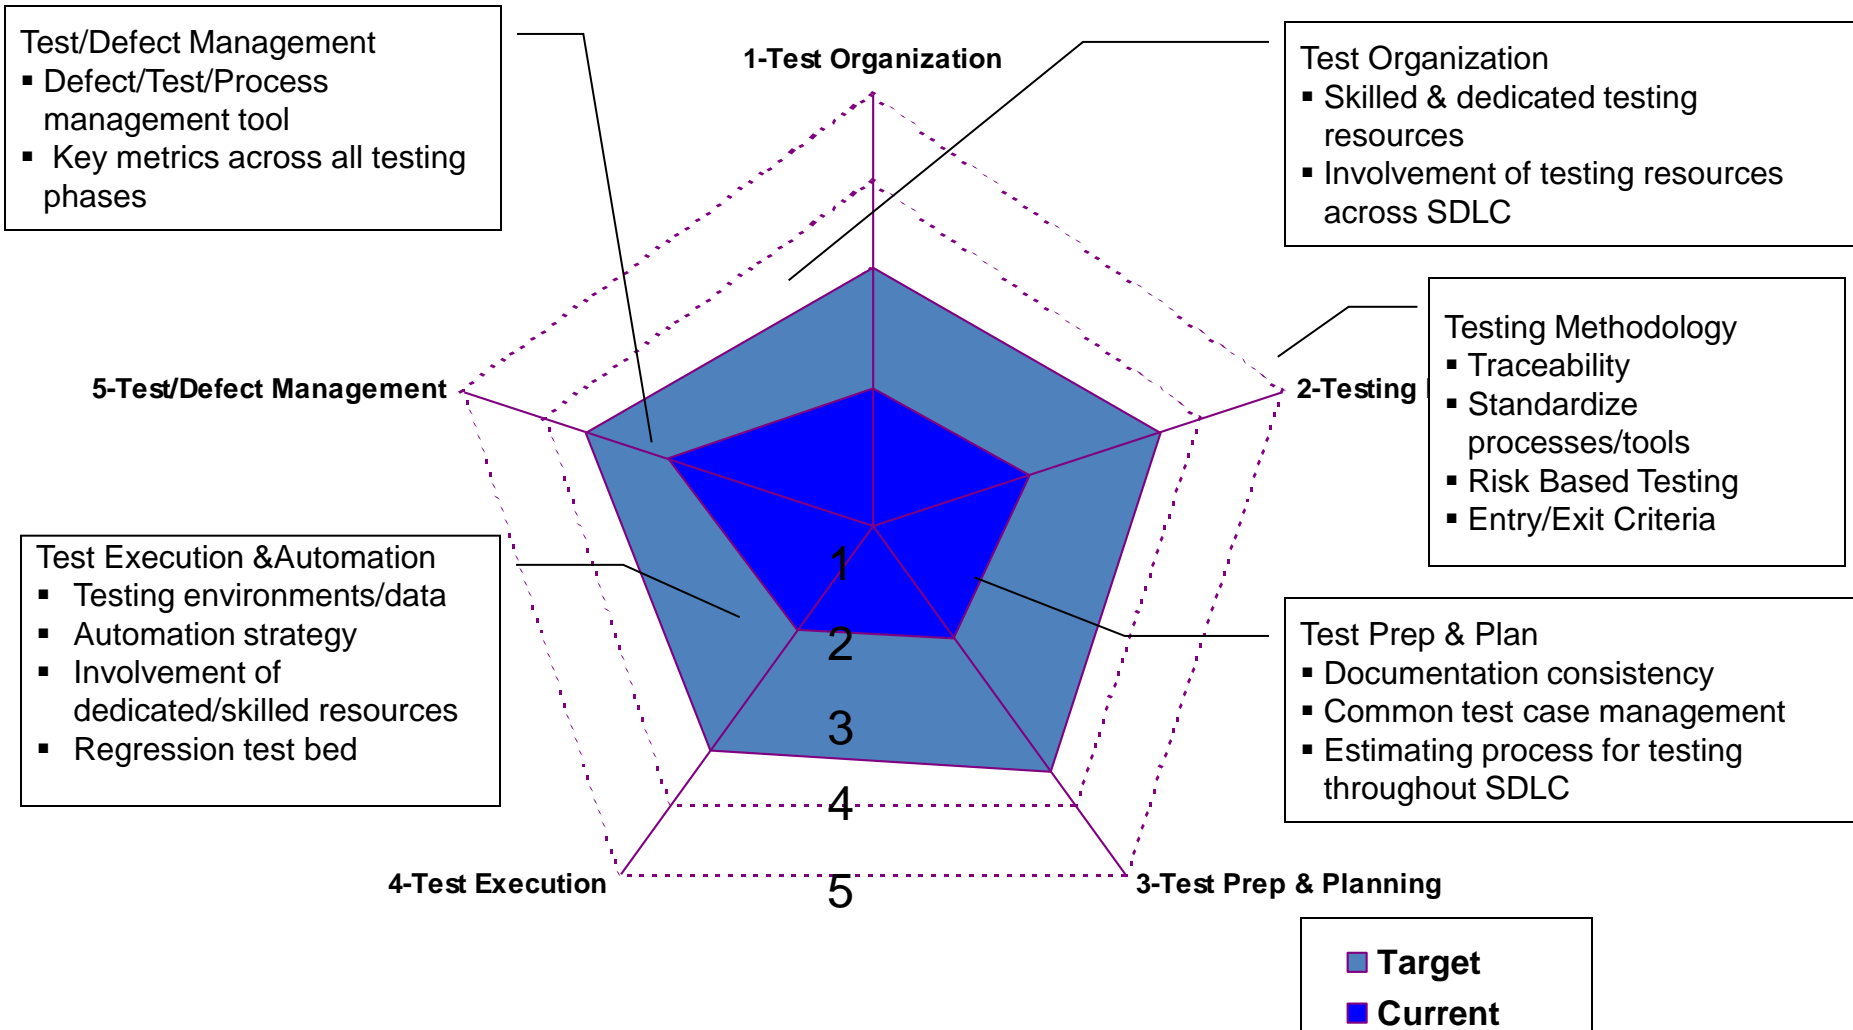 Test/Defect Management
▪ Defect/Test/Process
management tool
▪ Key metrics across all testing
phases
1-Test Organization
Test Organization
▪ Skilled & dedicated testing
resources
▪ Involvement of testing resources
across SDLC
5-Test/Defect Management
2-Testing
Testing Methodology
▪ Traceability
▪ Standardize
processes/tools
▪ Risk Based Testing
▪ Entry/Exit Criteria
Test Execution &Automation
▪ Testing environments/data
▪ Automation strategy
▪ Involvement of
dedicated/skilled resources
▪ Regression test bed
1
2
3
4
5
Test Prep & Plan
▪ Documentation consistency
▪ Common test case management
▪ Estimating process for testing
throughout SDLC
4-Test Execution
3-Test Prep & Planning
Target
Current